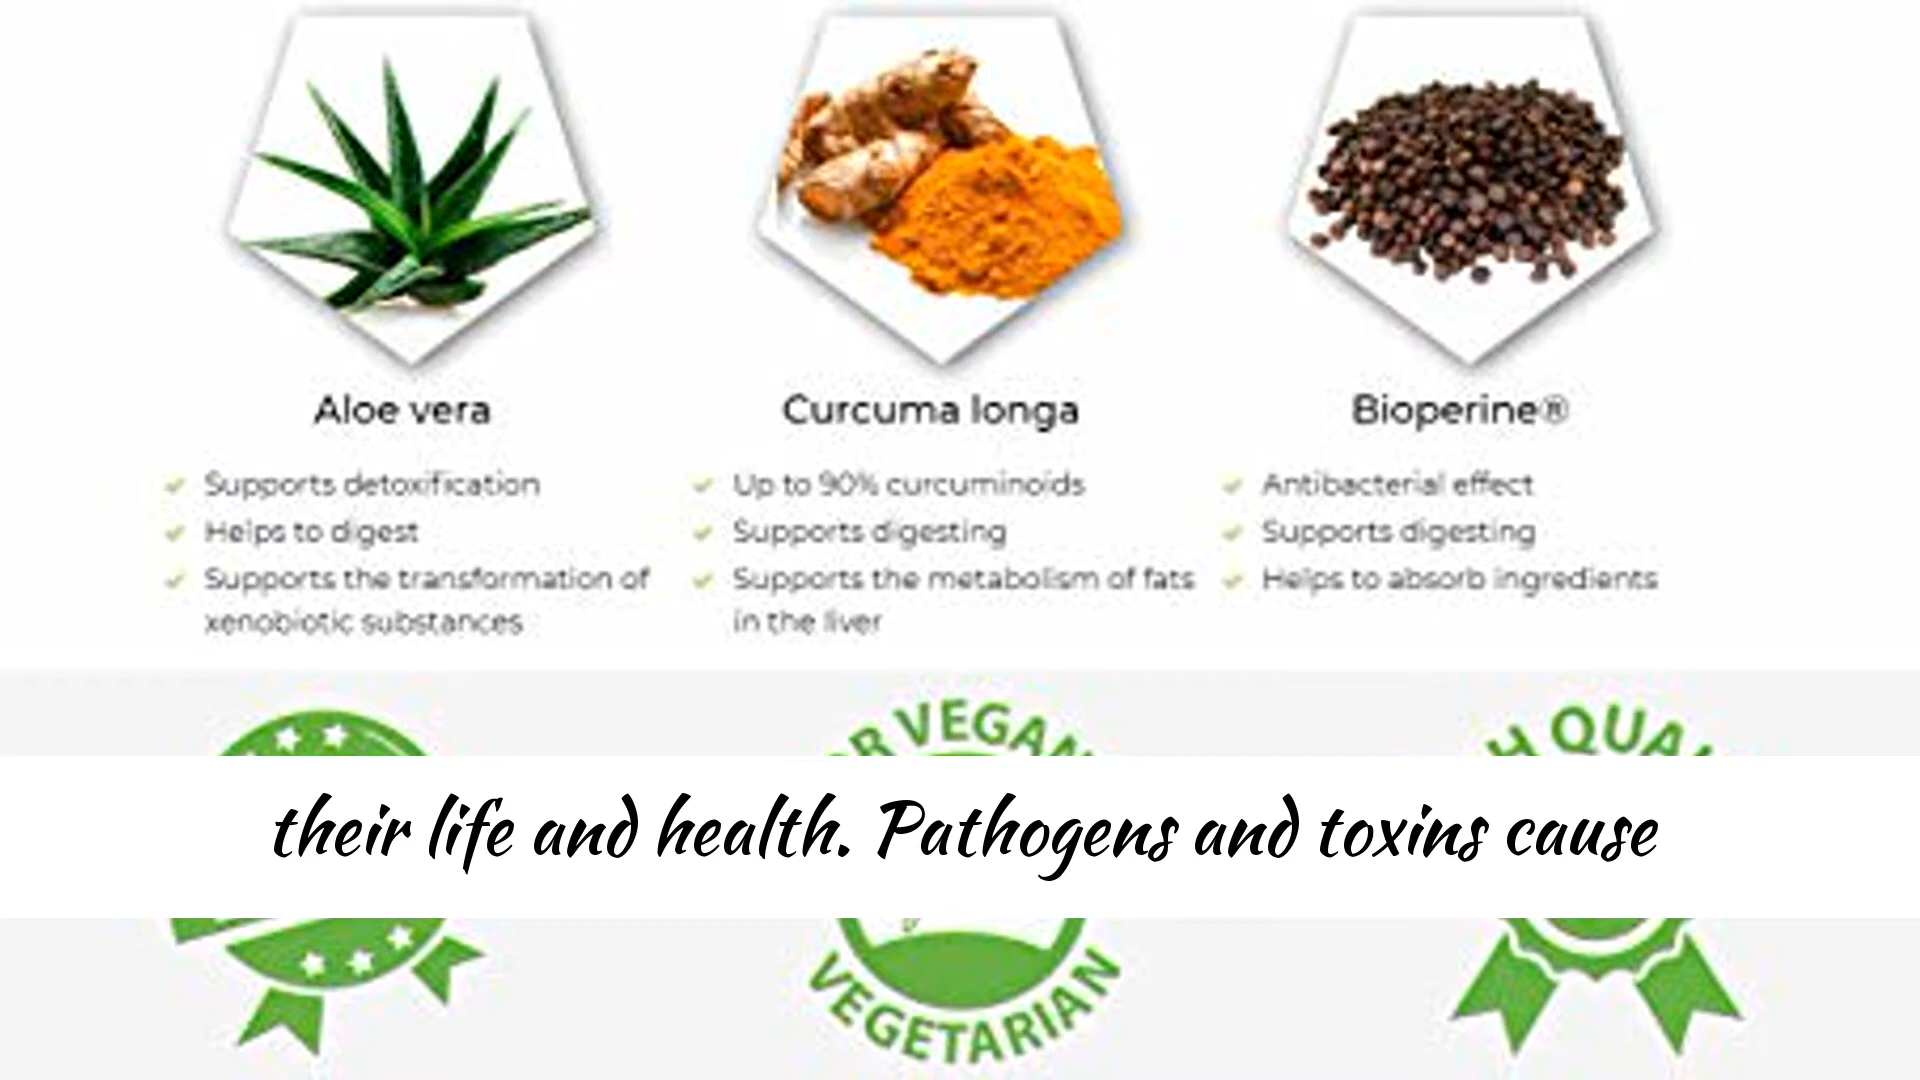 Aloe vera
Supports detoxification
Helps to digest
Supports the transformation of
xenobiotic substances
Curcuma longa
Up to 90% curcuminoids
Supports digesting
Supports the metabolism of fats
in the liver
Bioperine®
Antibacterial effect
Supports digesting
Helps to absorb ingredients
VEGAN
their life and health. Pathogens and toxins cause
VEGETARIAN